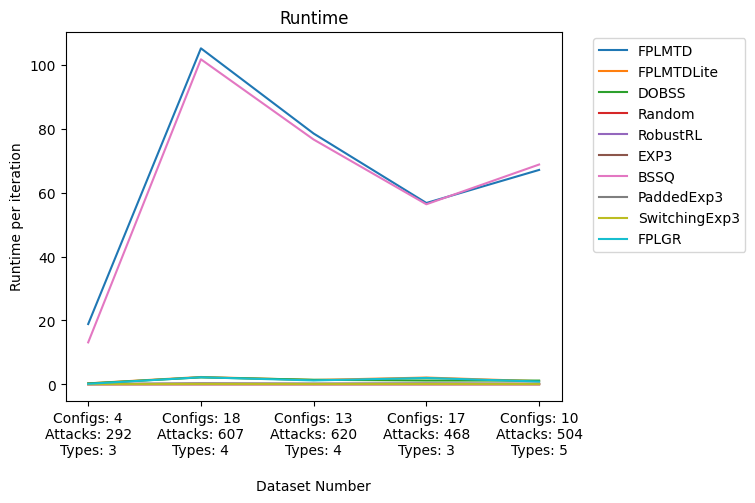 Runtime
Runtime per iteration
100
80
60
40
20
0
Configs: 4
Attacks: 292
Types: 3
Configs: 18
Attacks: 607
Types: 4
Configs: 13
Attacks: 620
Types: 4
Configs: 17
Attacks: 468
Types: 3
Configs: 10
Attacks: 504
Types: 5
Dataset Number
FPLMTD
FPLMTDLite
DOBSS
Random
RobustRL
EXP3
BSSQ
PaddedExp3
SwitchingExp3
FPLGR